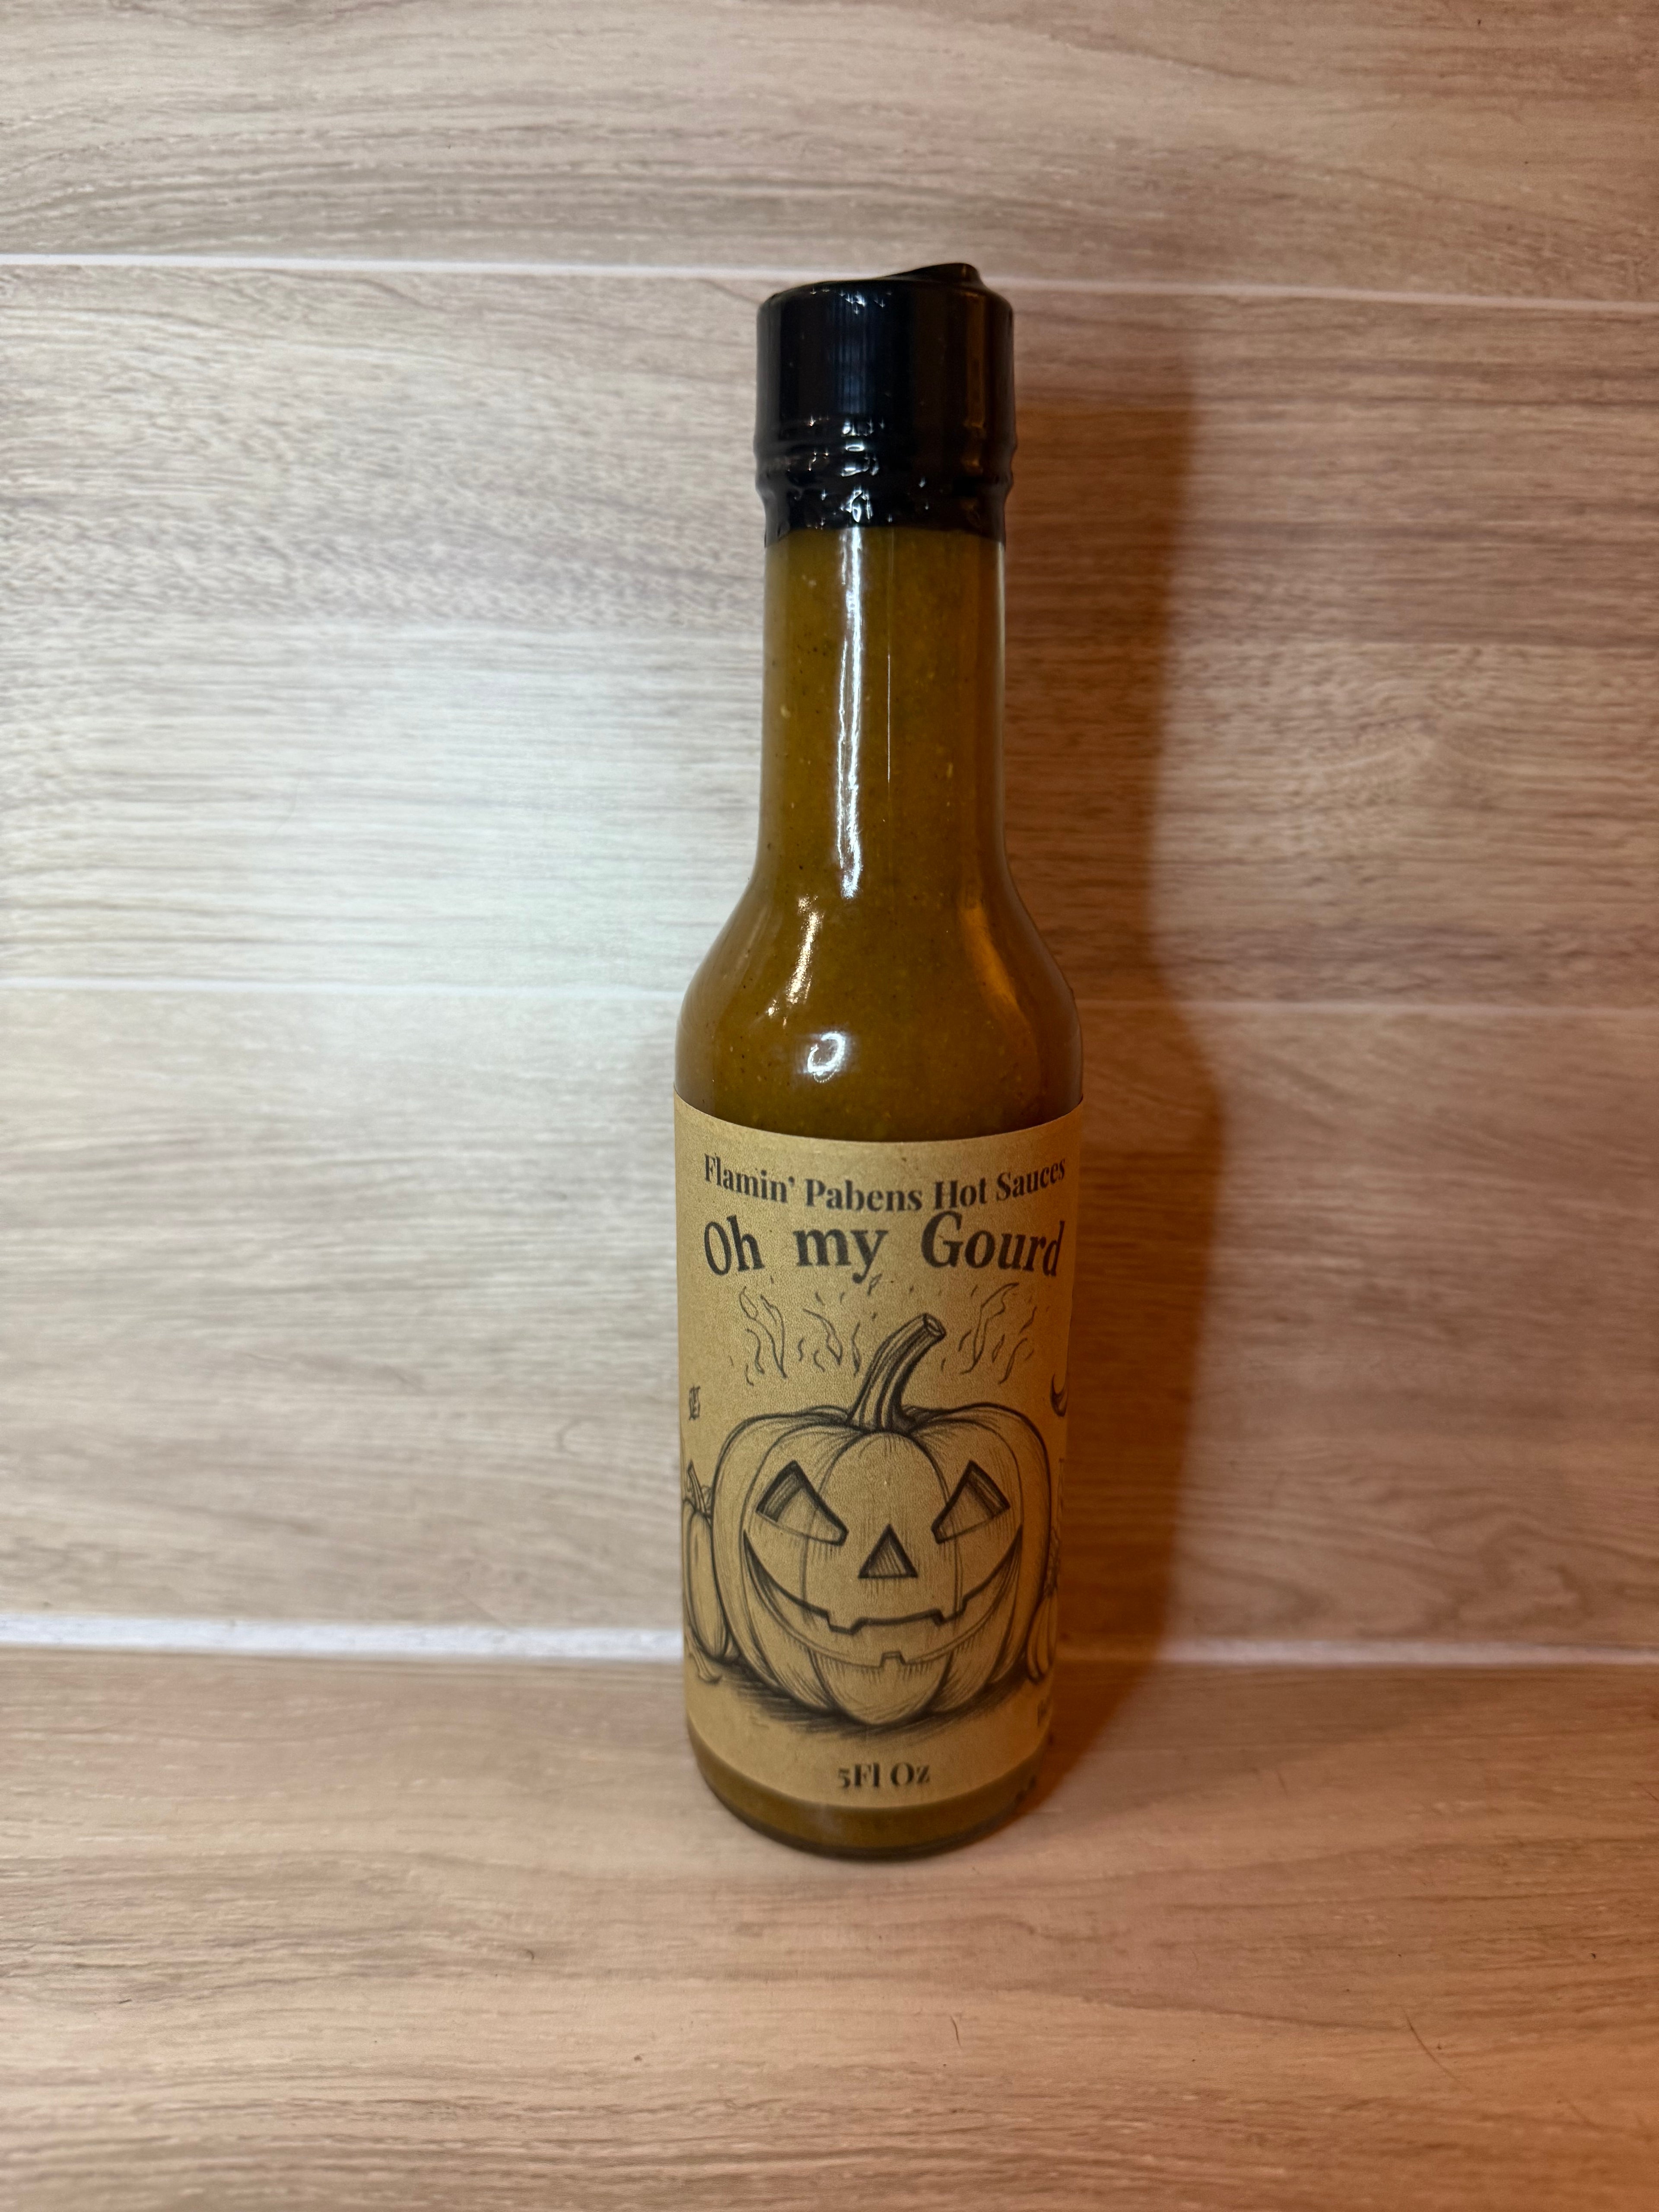 Flamin' Pabens Hot Sauces
Oh my Gourd
5Fl Oz